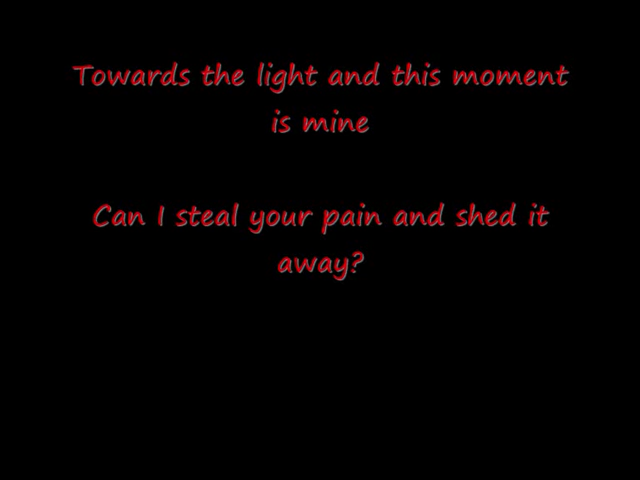 Towards the light and this moment
is mine
Can I steal your pain and shed it
away?